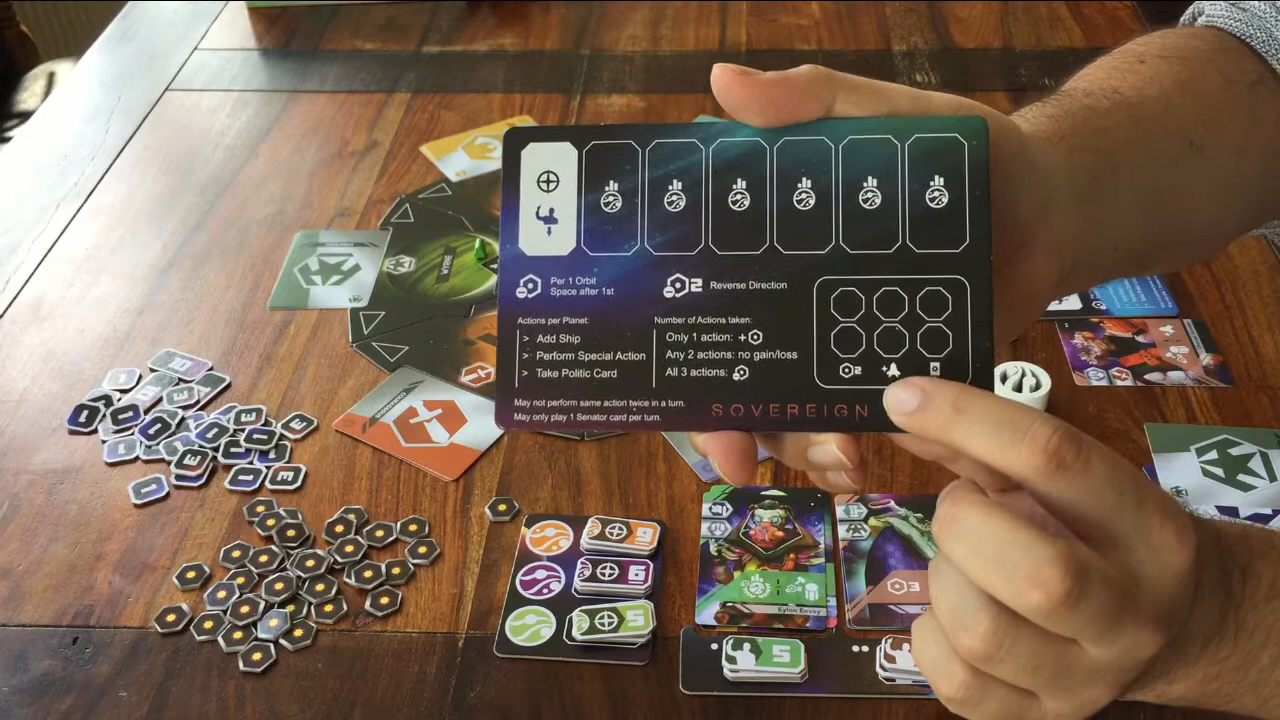 Per 1 Orbit
Space after 1st
2
Reverse Direction
Actions per Planet:
> Add Ship
> Perform Special Action
> Take Politic Card
Number of Actions taken:
Only 1 action: +
Any 2 actions: no gain/loss
All 3 actions:
2
+
May not perform same action twice in a turn.
May only play 1 Senator card per turn.
SOVEREIGN
WYRIE
9
6
5
Eylon Envoy
3
5